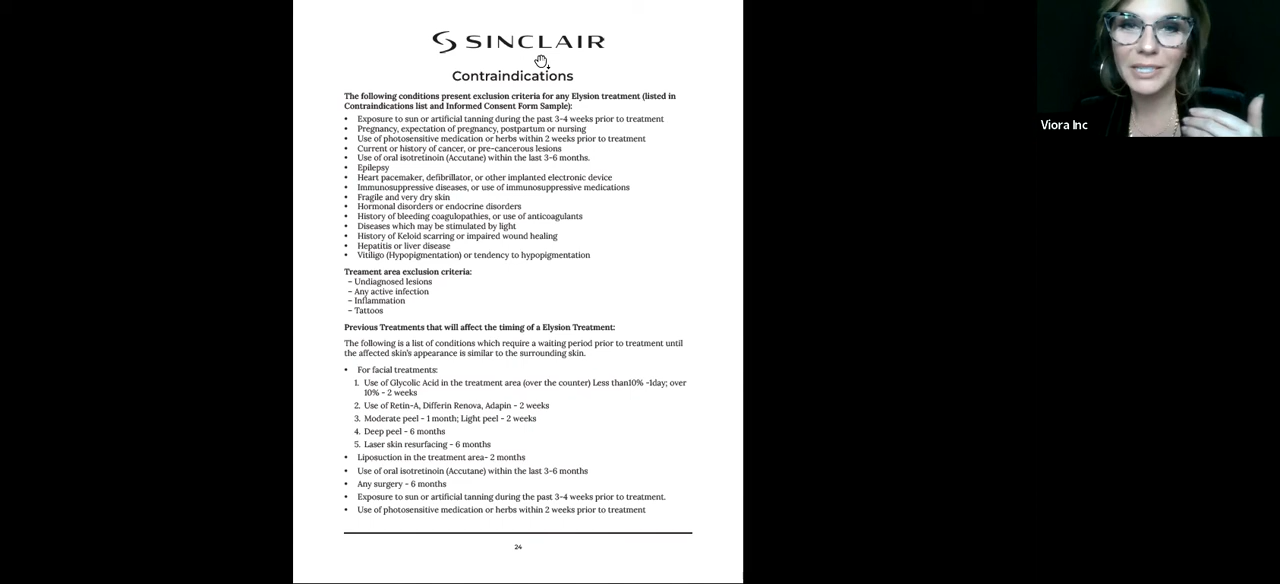 SINCLAIR
Contraindications
The following conditions present exclusion criteria for any Elysion treatment (listed in
Contraindications list and Informed Consent Form Sample):
• Exposure to sun or artificial tanning during the past 3-4 weeks prior to treatment
• Pregnancy, expectation of pregnancy, postpartum or nursing
• Use of photosensitive medication or herbs within 2 weeks prior to treatment
• Current or history of cancer, or pre-cancerous lesions
• Use of oral isotretinoin (Accutane) within the last 3-6 months.
• Epilepsy
• Heart pacemaker, defibrillator, or other implanted electronic device
• Immunosuppressive diseases, or use of immunosuppressive medications
• Fragile and very dry skin
• Hormonal disorders or endocrine disorders
• History of bleeding coagulopathies, or use of anticoagulants
• Diseases which may be stimulated by light
• History of Keloid scarring or impaired wound healing
• Hepatitis or liver disease
• Vitiligo (Hypopigmentation) or tendency to hypopigmentation
Treament area exclusion criteria:
– Undiagnosed lesions
– Any active infection
– Inflammation
– Tattoos
Previous Treatments that will affect the timing of a Elysion Treatment:
The following is a list of conditions which require a waiting period prior to treatment until
the affected skin's appearance is similar to the surrounding skin.
• For facial treatments:
1. Use of Glycolic Acid in the treatment area (over the counter) Less than10% -1day; over
10% - 2 weeks
2. Use of Retin-A, Differin Renova, Adapin - 2 weeks
3. Moderate peel - 1 month; Light peel - 2 weeks
4. Deep peel - 6 months
5. Laser skin resurfacing - 6 months
• Liposuction in the treatment area- 2 months
• Use of oral isotretinoin (Accutane) within the last 3-6 months
• Any surgery - 6 months
• Exposure to sun or artificial tanning during the past 3-4 weeks prior to treatment.
• Use of photosensitive medication or herbs within 2 weeks prior to treatment
24
Viora Inc